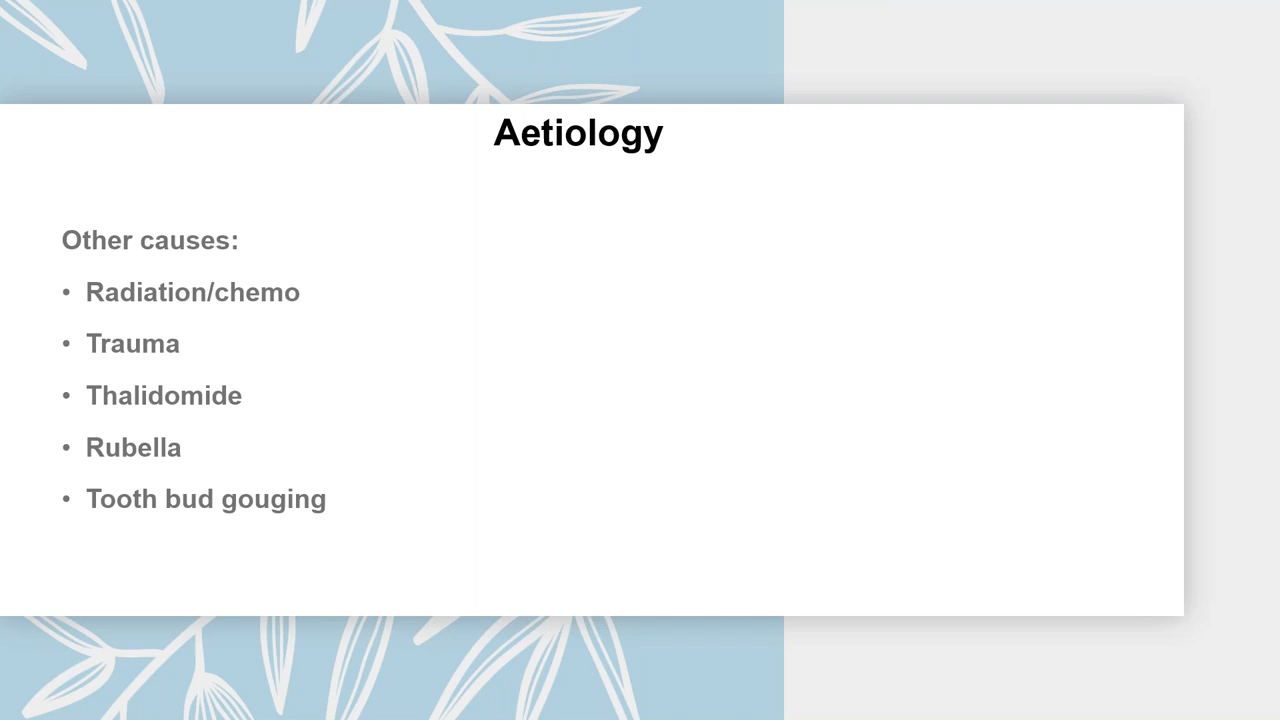 Aetiology
Other causes:
• Radiation/chemo
• Trauma
• Thalidomide
• Rubella
• Tooth bud gouging